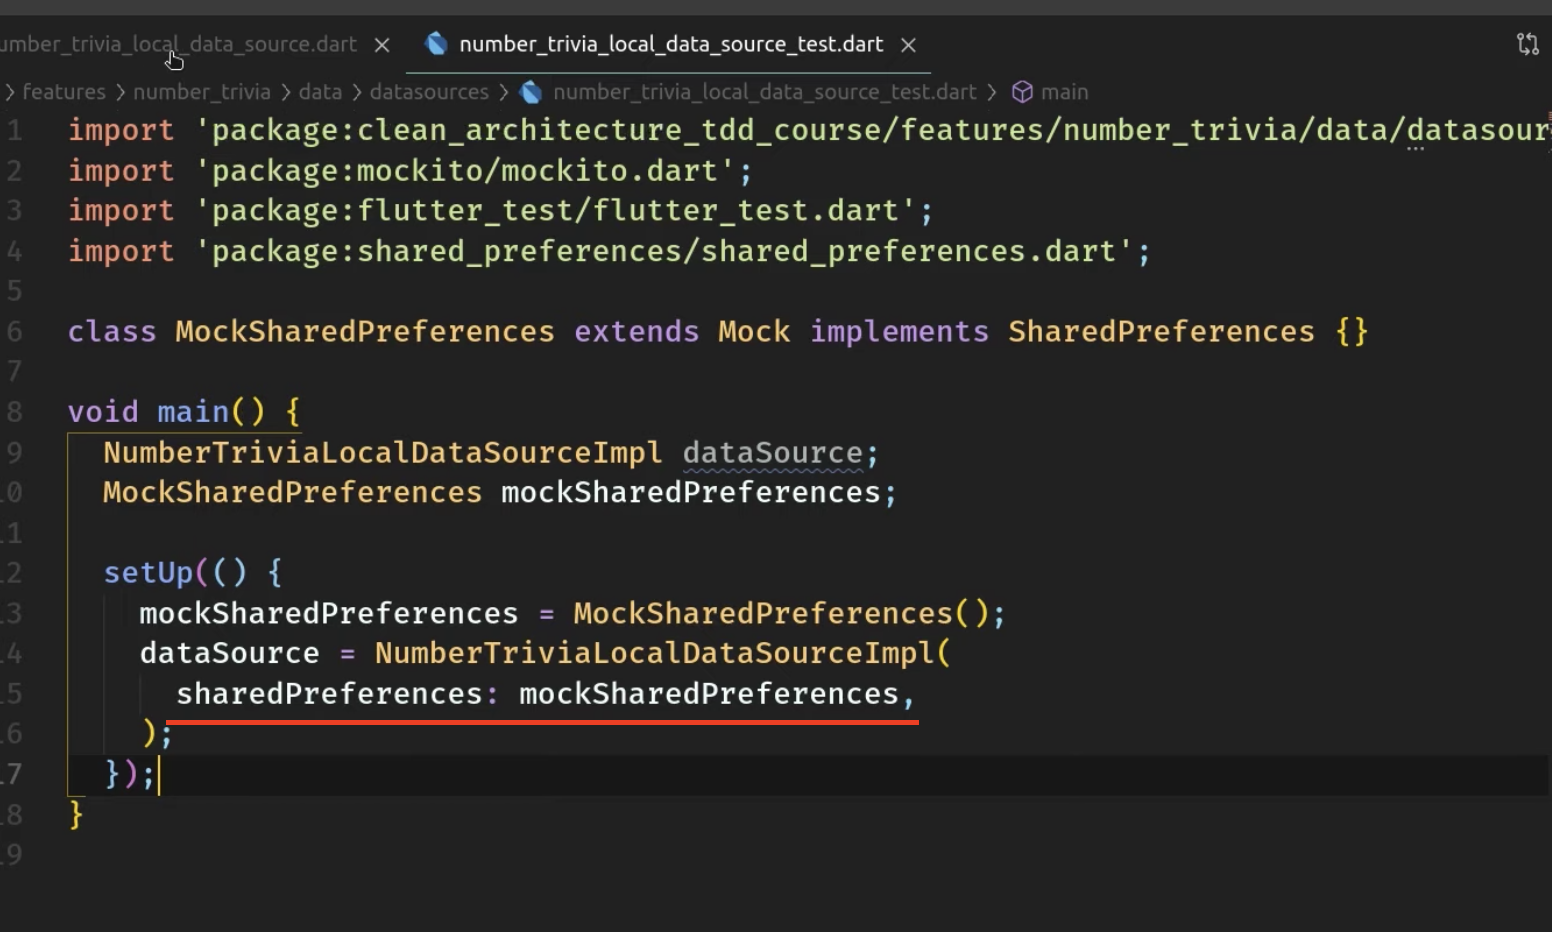 umber_trivia_local_data_source.dart number_trivia_local_data_source_test.dart
features number_trivia data datasources number_trivia_local_data_source_test.dart main
1 import 'package:clean_architecture_tdd_course/features/number_trivia/data/datasour
2 import 'package:mockito/mockito.dart';
3 import 'package:flutter_test/flutter_test.dart';
4 import 'package:shared_preferences/shared_preferences.dart';
5
6 class MockSharedPreferences extends Mock implements SharedPreferences {}
7
8 void main() {
9 NumberTriviaLocalDataSourceImpl dataSource;
10 MockSharedPreferences mockSharedPreferences;
11
12 setUp(() {
13 mockSharedPreferences = MockSharedPreferences();
14 dataSource = NumberTriviaLocalDataSourceImpl(
15 sharedPreferences: mockSharedPreferences,
16 );
17 });
18 }
19